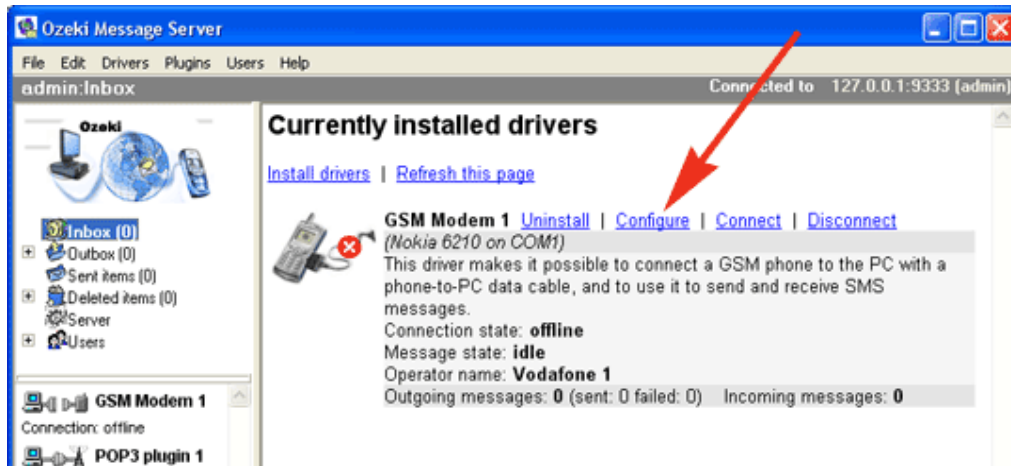 Ozeki Message Server
File Edit Drivers Plugins Users Help
admin:Inbox
Connected to 127.0.0.1:9333 (admin)
Ozeki
Inbox (0)
Outbox (0)
Sent items (0)
Deleted items (0)
Server
Users
GSM Modem 1
Connection: offline
POP3 plugin 1
Currently installed drivers
Install drivers | Refresh this page
GSM Modem 1 Uninstall | Configure | Connect | Disconnect
(Nokia 6210 on COM1)
This driver makes it possible to connect a GSM phone to the PC with a
phone-to-PC data cable, and to use it to send and receive SMS
messages.
Connection state: offline
Message state: idle
Operator name: Vodafone 1
Outgoing messages: 0 (sent: 0 failed: 0) Incoming messages: 0